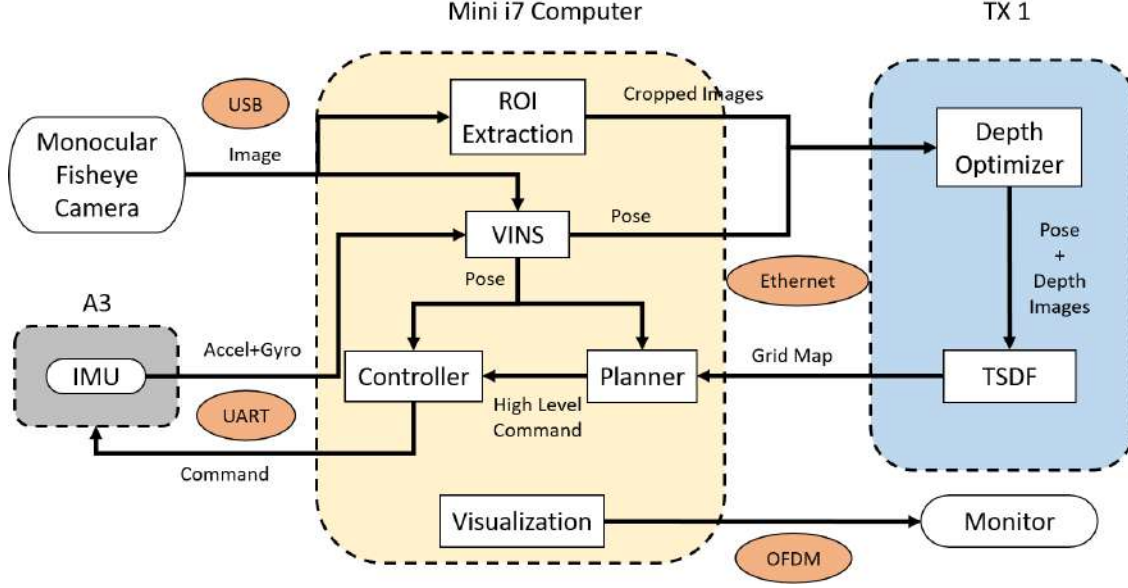 Mini i7 Computer
TX 1
USB
ROI
Extraction
Cropped Images
Monocular
Fisheye
Camera
Image
Depth
Optimizer
VINS
Pose
Pose
Pose
+
Depth
Images
Ethernet
A3
Accel+Gyro
IMU
Controller
Planner
Grid Map
TSDF
High Level
Command
UART
Command
Visualization
Monitor
OFDM